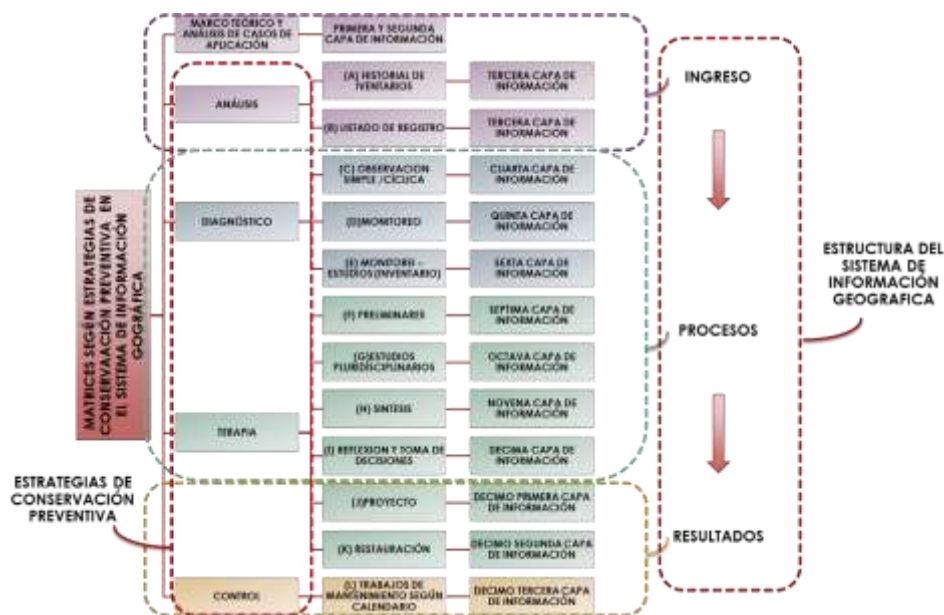 MARCO TEÓRICO Y
ANÁLISIS DE CASOS DE
APLICACIÓN
PRIMERA Y SEGUNDA
CAPA DE INFORMACIÓN
ANÁLISIS
(A) HISTORIAL DE
IVENTARIOS
TERCERA CAPA DE
INFORMACIÓN
(B) LISTADO DE REGISTRO
TERCERA CAPA DE
INFORMACIÓN
INGRESO
MATRICES SEGÚN ESTRATEGIAS DE
CONSERVAACIÓN PREVENTIVA EN
EL SISTEMA DE INFORMACIÓN
GOGRÁFICA
DIAGNÓSTICO
(C) OBSERVACION
SIMPLE /CÍCLICA
CUARTA CAPA DE
INFORMACIÓN
(D)MONITOREO
QUINTA CAPA DE
INFORMACIÓN
(E) MONITOREI –
ESTUDIOS (INVENTARIO)
SEXTA CAPA DE
INFORMACIÓN
TERAPIA
(F) PRELIMINARES
SEPTIMA CAPA DE
INFORMACIÓN
(G)ESTUDIOS
PLURIDISCIPLINARIOS
OCTAVA CAPA DE
INFORMACIÓN
(H) SINTESIS
NOVENA CAPA DE
INFORMACIÓN
(I) REFLEXION Y TOMA DE
DECISIONES
DECIMA CAPA DE
INFORMACIÓN
PROCESOS
ESTRUCTURA DEL
SISTEMA DE
INFORMACIÓN
GEOGRAFICA
ESTRATEGIAS DE
CONSERVACIÓN
PREVENTIVA
(J)PROYECTO
DECIMO PRIMERA CAPA
DE INFORMACIÓN
(K) RESTAURACIÓN
DECIMO SEGUNDA CAPA
DE INFORMACIÓN
RESULTADOS
CONTROL
(L) TRABAJOS DE
MANTENIMIENTO SEGÚN
CALENDARIO
DECIMO TERCERA CAPA
DE INFORMACIÓN